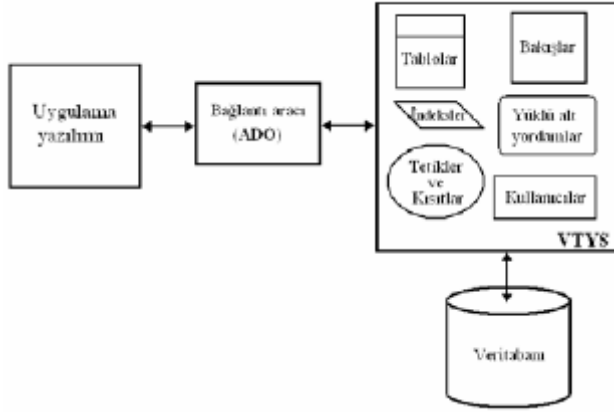 Uygulama
yazılımı
Bağlantı aracı
(ADO)
Tablolar
Bakışlar
İndeksler
Yüklü alt
yordamlar
Tetikler
ve
Kısıtlar
Kullanıcılar
VTYS
Veritabanı